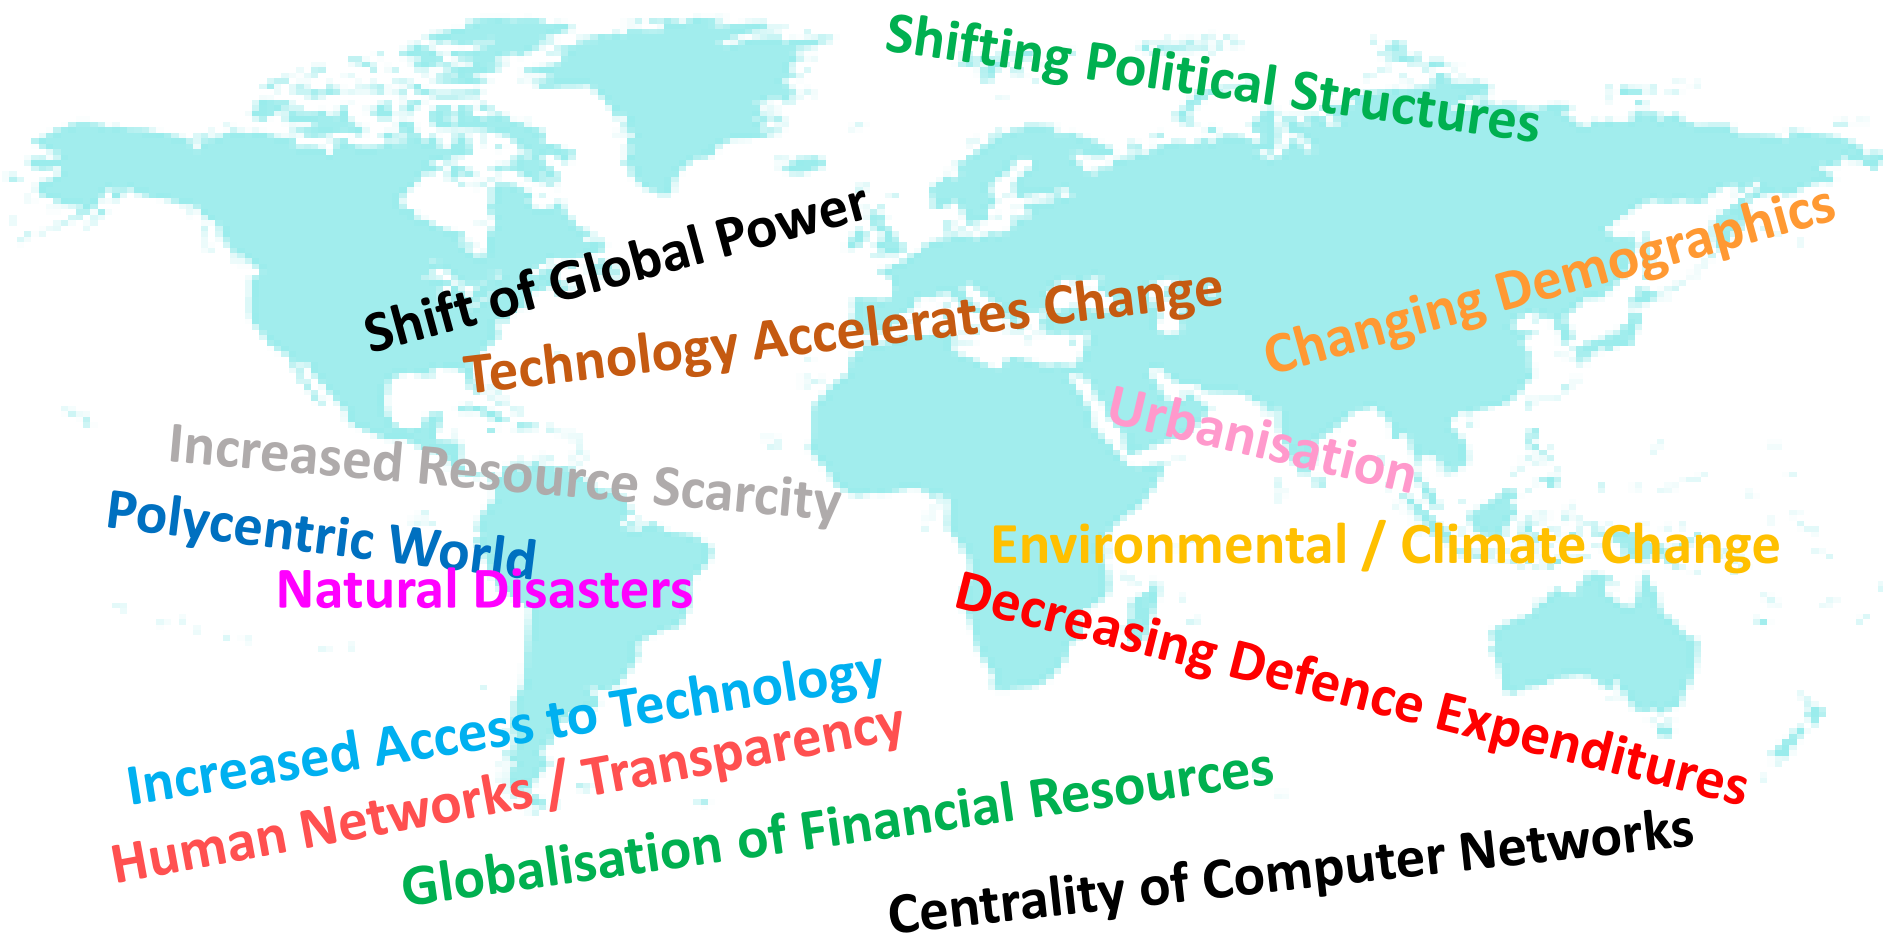 Shifting Political Structures
Shift of Global Power
Changing Demographics
Technology Accelerates Change
Urbanisation
Increased Resource Scarcity
Polycentric World
Environmental / Climate Change
Natural Disasters
Decreasing Defence Expenditures
Increased Access to Technology
Human Networks / Transparency
Globalisation of Financial Resources
Centrality of Computer Networks